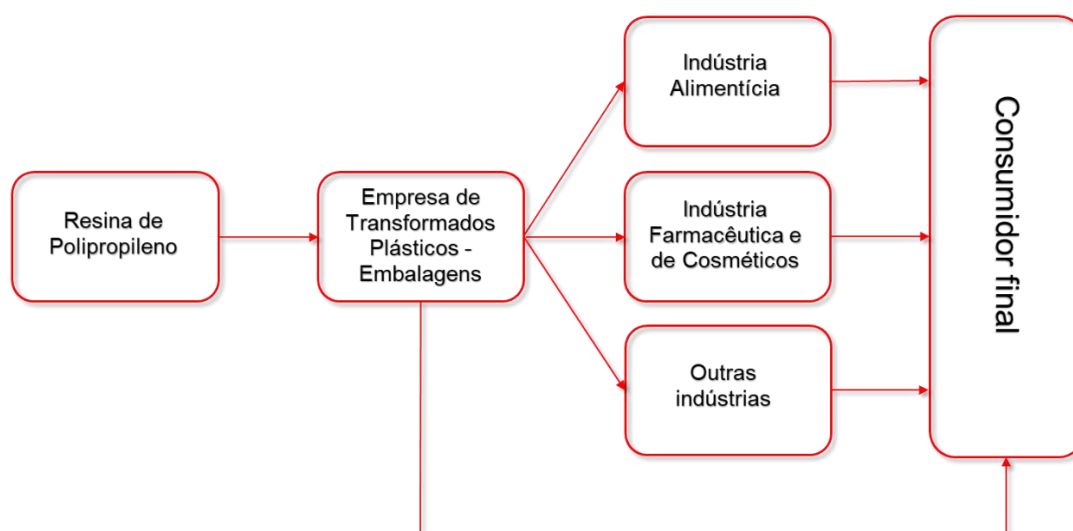 Resina de
Polipropileno
Empresa de
Transformados
Plásticos -
Embalagens
Indústria
Alimentícia
Indústria
Farmacêutica e
de Cosméticos
Outras
indústrias
Consumidor final